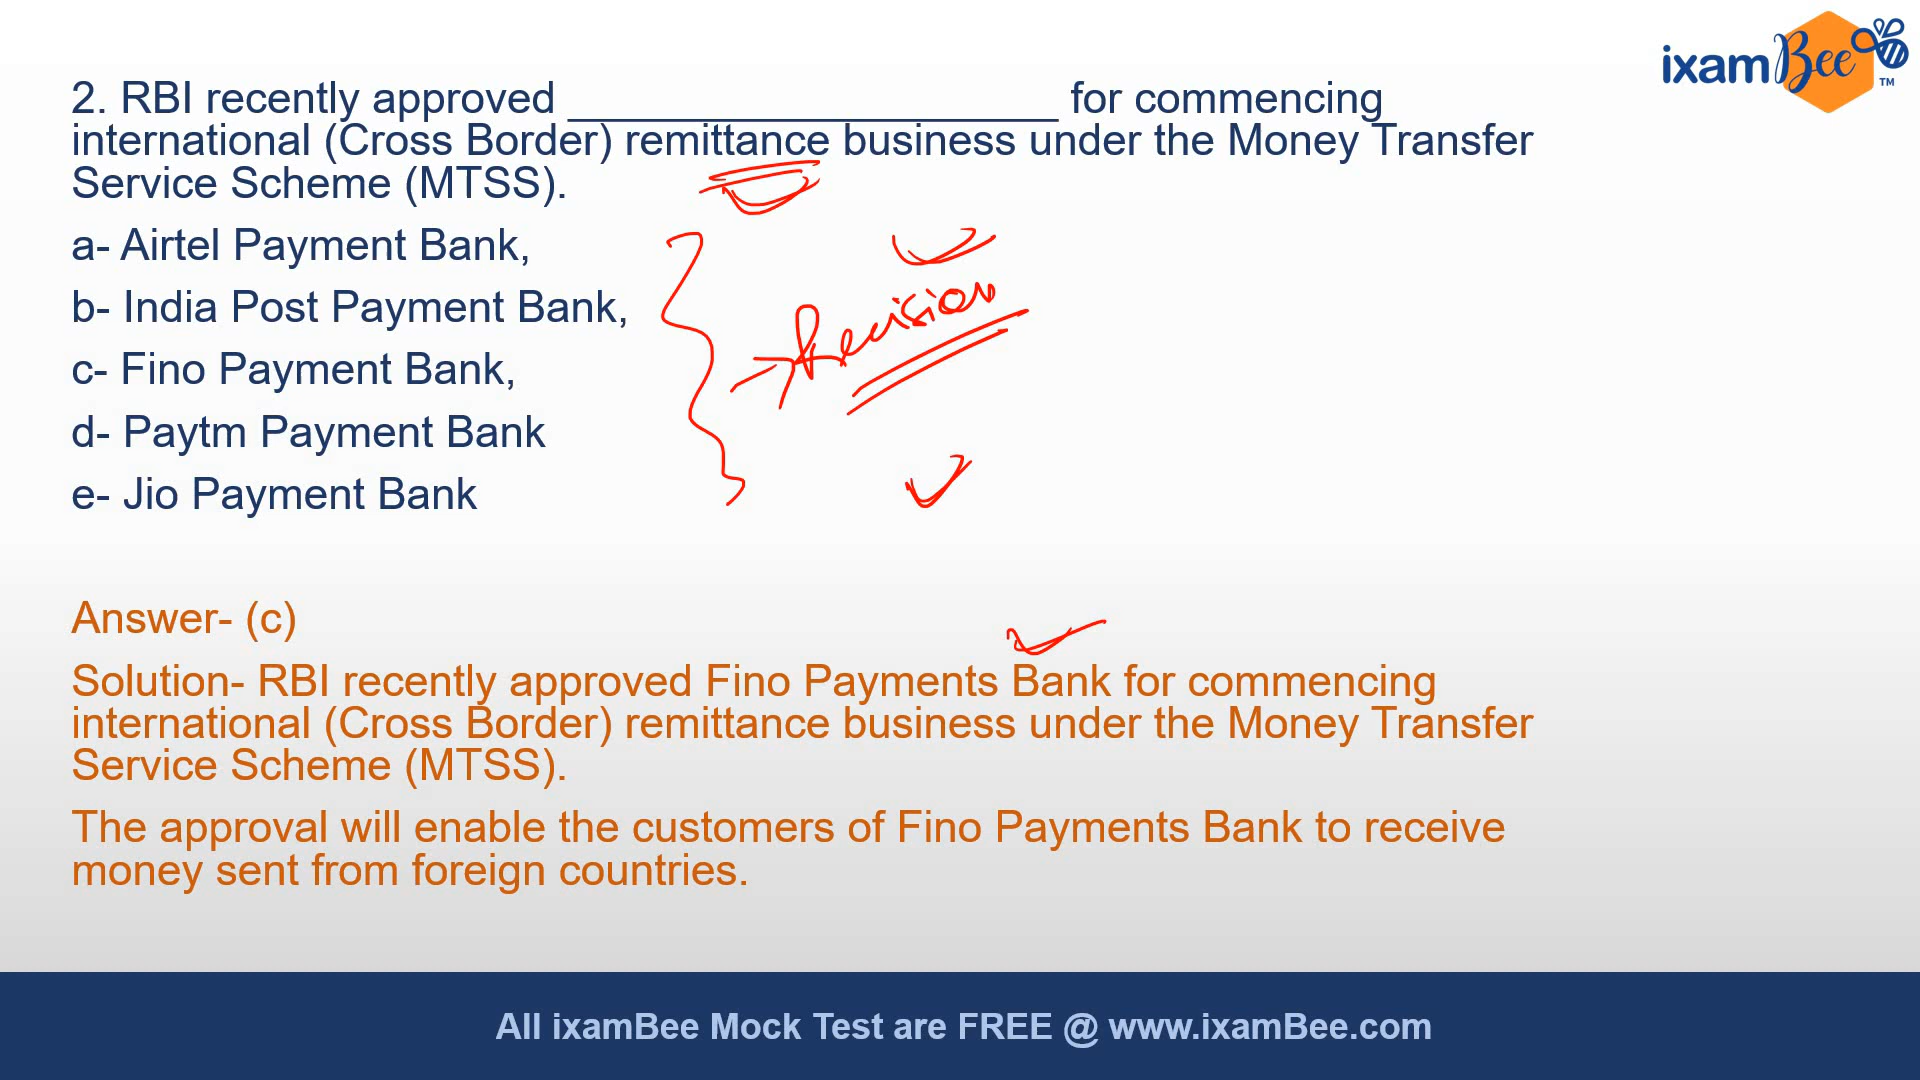 ixamBee™
2. RBI recently approved ____________________ for commencing
international (Cross Border) remittance business under the Money Transfer
Service Scheme (MTSS).
a- Airtel Payment Bank,
b- India Post Payment Bank,
c- Fino Payment Bank,
d- Paytm Payment Bank
e- Jio Payment Bank
Revision
Answer- (c)
Solution- RBI recently approved Fino Payments Bank for commencing
international (Cross Border) remittance business under the Money Transfer
Service Scheme (MTSS).
The approval will enable the customers of Fino Payments Bank to receive
money sent from foreign countries.
All ixamBee Mock Test are FREE @ www.ixamBee.com